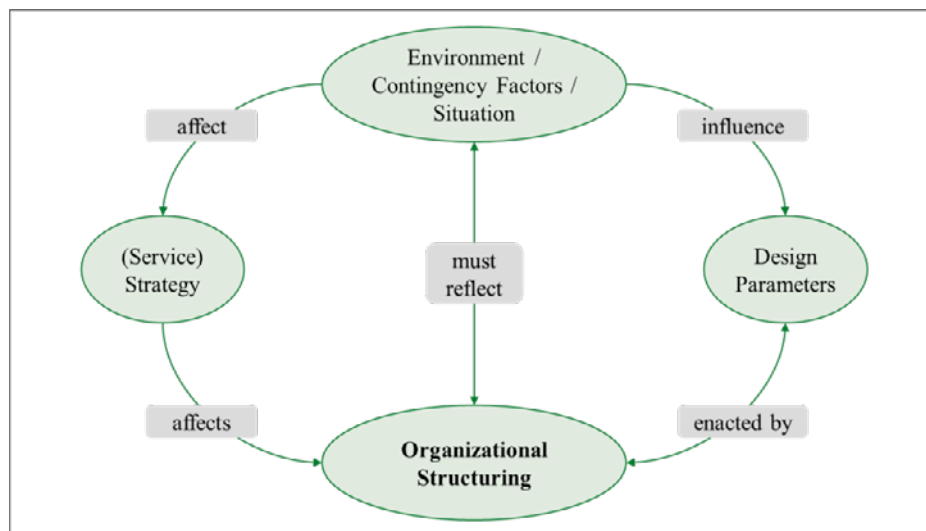 Environment /
Contingency Factors /
Situation
affect
influence
(Service)
Strategy
must
reflect
Design
Parameters
affects
enacted by
Organizational
Structuring